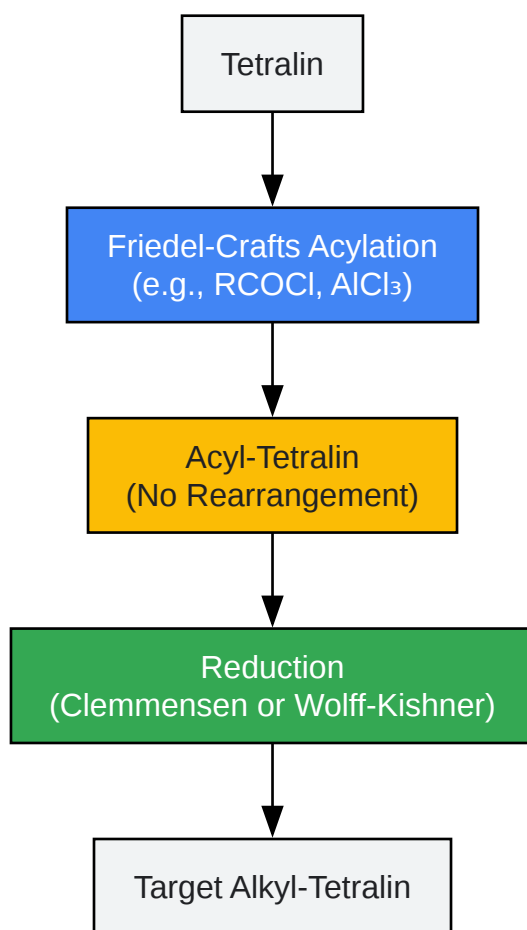 Tetralin
Friedel-Crafts Acylation
(e.g., RCOCl, AlCl₃)
Acyl-Tetralin
(No Rearrangement)
Reduction
(Clemmensen or Wolff-Kishner)
Target Alkyl-Tetralin